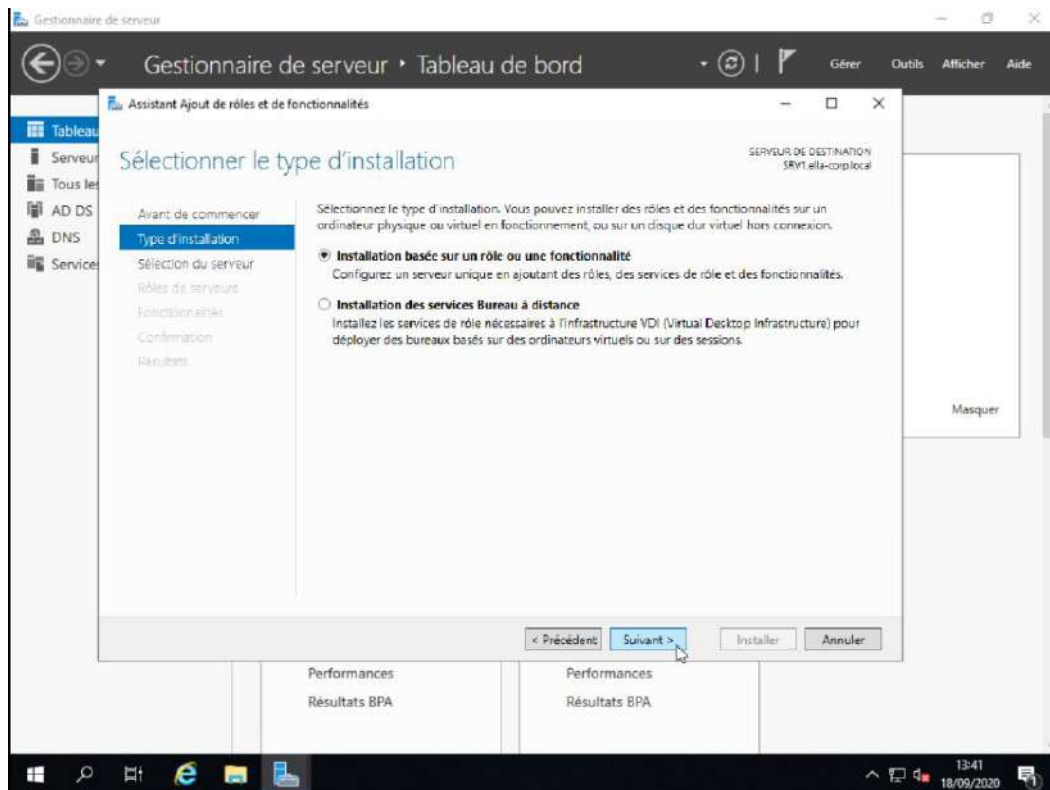 Gestionnaire de serveur
Gestionnaire de serveur • Tableau de bord
Gérer Outils Afficher Aide
Assistant Ajout de rôles et de fonctionnalités
Tableau
Serveur
Tous les
AD DS
DNS
Services
Sélectionner le type d'installation
SERVEUR DE DESTINATION
SRV1.ella-corp.local
Avant de commencer
Type d'installation
Sélection du serveur
Rôles de serveurs
Fonctionnalités
Confirmation
Résultats
Sélectionnez le type d'installation. Vous pouvez installer des rôles et des fonctionnalités sur un
ordinateur physique ou virtuel en fonctionnement, ou sur un disque dur virtuel hors connexion.
Installation basée sur un rôle ou une fonctionnalité
Configurez un serveur unique en ajoutant des rôles, des services de rôle et des fonctionnalités.
Installation des services Bureau à distance
Installez les services de rôle nécessaires à l'infrastructure VDI (Virtual Desktop Infrastructure) pour
déployer des bureaux basés sur des ordinateurs virtuels ou sur des sessions.
Masquer
< Précédent Suivant > Installer Annuler
Performances
Résultats BPA
Performances
Résultats BPA
13:41
18/09/2020